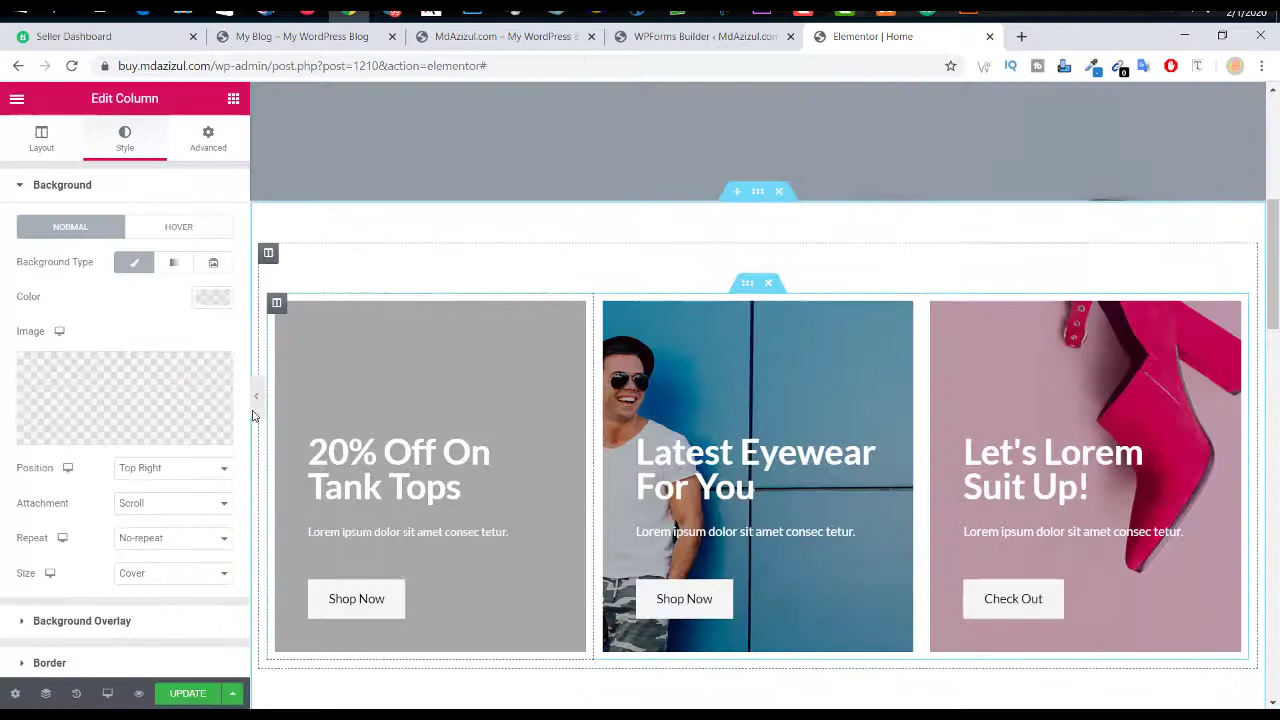 2/1/2020
Seller Dashboard
My Blog – My WordPress Blog
MdAzizul.com – My WordPress B
WPForms Builder ‹ MdAzizul.com
Elementor | Home
buy.mdazizul.com/wp-admin/post.php?post=1210&action=elementor#
Edit Column
Layout
Style
Advanced
Background
NORMAL
HOVER
Background Type
Color
Image
Position
Top Right
Attachment
Scroll
Repeat
No-repeat
Size
Cover
Background Overlay
Border
UPDATE
20% Off On
Tank Tops
Lorem ipsum dolor sit amet consec tetur.
Shop Now
Latest Eyewear
For You
Lorem ipsum dolor sit amet consec tetur.
Shop Now
Let's Lorem
Suit Up!
Lorem ipsum dolor sit amet consec tetur.
Check Out